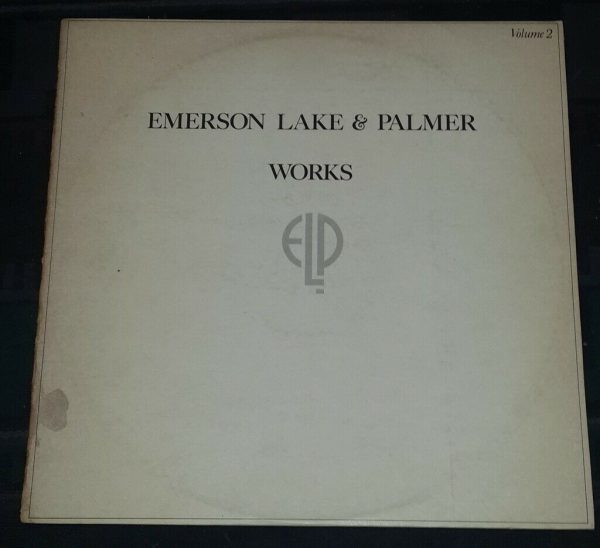 Volume 2
EMERSON LAKE & PALMER
WORKS
ELP